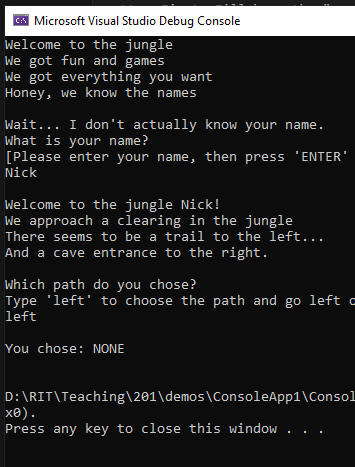 Microsoft Visual Studio Debug Console
Welcome to the jungle
We got fun and games
We got everything you want
Honey, we know the names
Wait... I don't actually know your name.
What is your name?
[Please enter your name, then press 'ENTER'
Nick
Welcome to the jungle Nick!
We approach a clearing in the jungle
There seems to be a trail to the left...
And a cave entrance to the right.
Which path do you chose?
Type 'left' to choose the path and go left
left
You chose: NONE
D:\RIT\Teaching\201\demos\ConsoleApp1\Consol
x0).
Press any key to close this window . . .